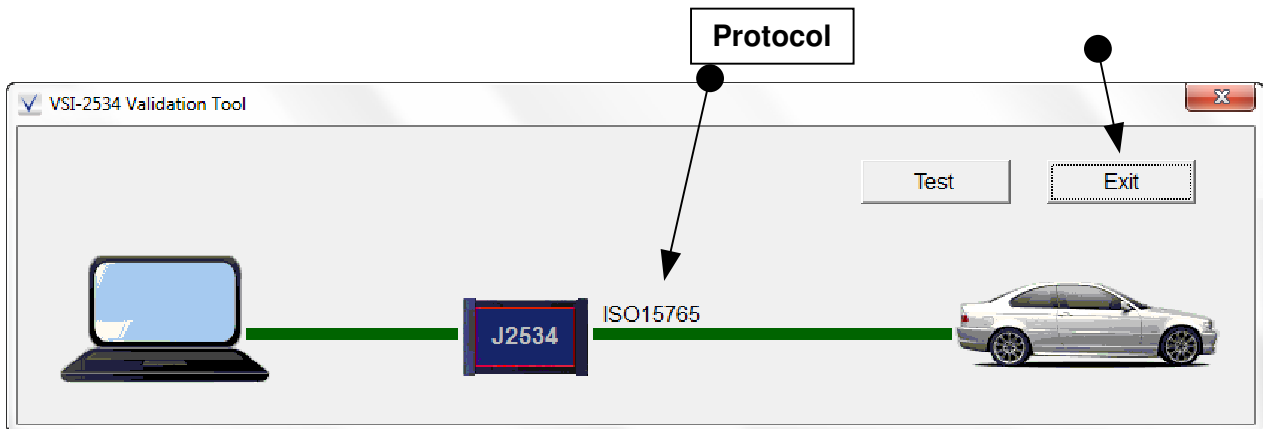 Protocol
VSI-2534 Validation Tool
Test
Exit
ISO15765
J2534